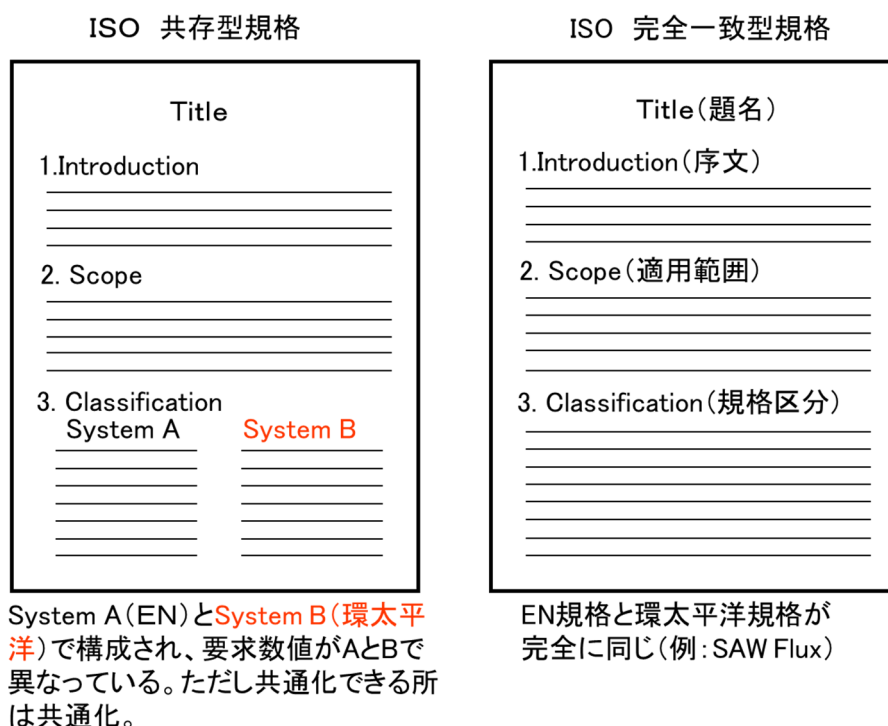 ISO 共存型規格
Title
1.Introduction
2. Scope
3. Classification
System A System B
System A(EN)とSystem B(環太平
洋)で構成され、要求数値がAとBで
異なっている。ただし共通化できる所
は共通化。
ISO 完全一致型規格
Title(題名)
1.Introduction(序文)
2. Scope(適用範囲)
3. Classification(規格区分)
EN規格と環太平洋規格が
完全に同じ(例:SAW Flux)